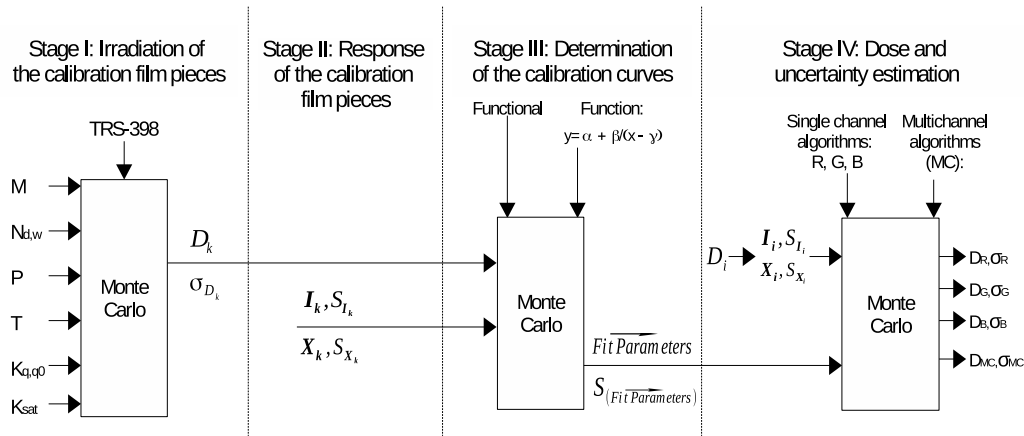 Stage I: Irradiation of
the calibration film pieces
Stage II: Response
of the calibration
film pieces
Stage III: Determination
of the calibration curves
Stage IV: Dose and
uncertainty estimation
TRS-398
M
Nd,w
P
T
Kq,q0
Ksat
Monte
Carlo
Dk
σDk
Ik, SIk
Xk, SXk
Functional
Function:
y= α + β/(x - γ)
Monte
Carlo
Fit Parameters
S(Fit Parameters)
Single channel
algorithms:
R, G, B
Multichannel
algorithms
(MC):
Di
Ii, SIi
Xi, SXi
Monte
Carlo
DR,σR
DG,σG
DB,σB
DMC,σMC